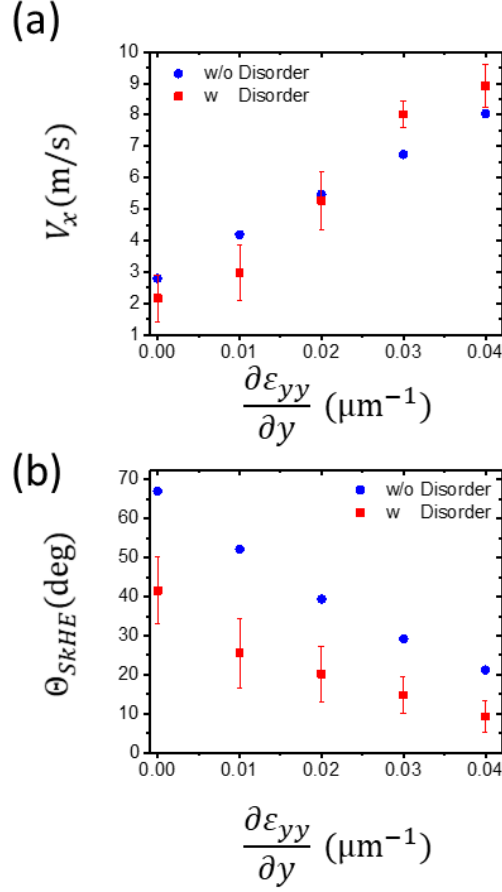 (a)
10
9
8
7
6
5
4
3
2
1
V_x (m/s)
w/o Disorder
w Disorder
0.00 0.01 0.02 0.03 0.04
∂ε_yy/∂y (μm⁻¹)
(b)
70
60
50
40
30
20
10
0
Θ_SkHE (deg)
w/o Disorder
w Disorder
0.00 0.01 0.02 0.03 0.04
∂ε_yy/∂y (μm⁻¹)